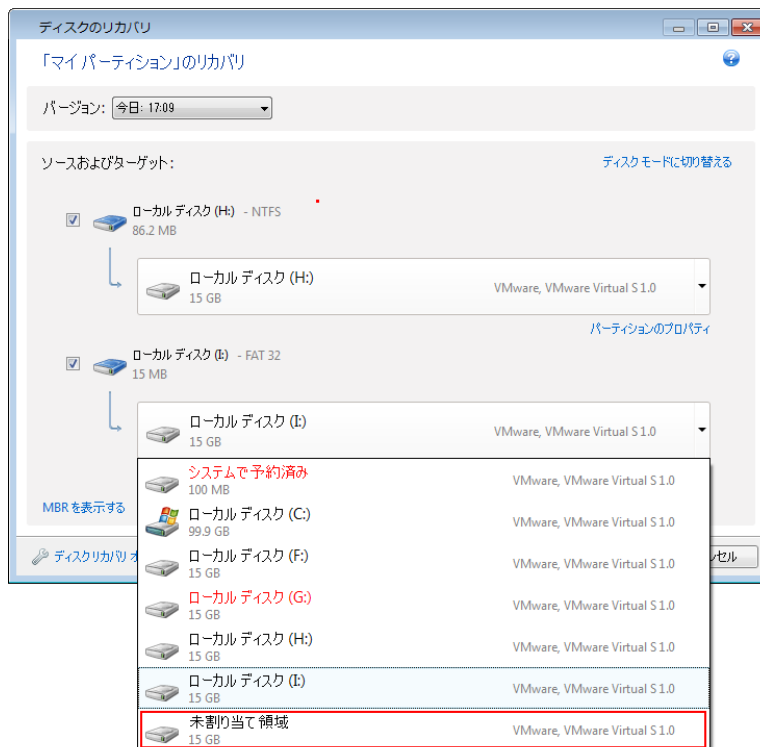 ディスクのリカバリ
「マイ パーティション」のリカバリ
バージョン: 今日: 17:09
ソースおよびターゲット: ディスク モードに切り替える
ローカル ディスク (H:) - NTFS
86.2 MB
ローカル ディスク (H:)
15 GB
VMware, VMware Virtual S 1.0
パーティションのプロパティ
ローカル ディスク (I:) - FAT 32
15 MB
ローカル ディスク (I:)
15 GB
VMware, VMware Virtual S 1.0
システムで予約済み
100 MB
VMware, VMware Virtual S 1.0
MBR を表示する
ローカル ディスク (C:)
99.9 GB
VMware, VMware Virtual S 1.0
ディスクリカバリ
ローカル ディスク (F:)
15 GB
VMware, VMware Virtual S 1.0
ローカル ディスク (G:)
15 GB
VMware, VMware Virtual S 1.0
ローカル ディスク (H:)
15 GB
VMware, VMware Virtual S 1.0
ローカル ディスク (I:)
15 GB
VMware, VMware Virtual S 1.0
未割り当て領域
15 GB
VMware, VMware Virtual S 1.0